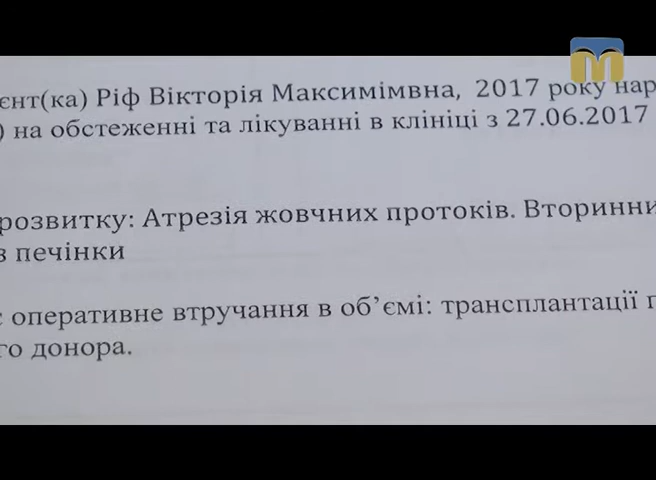 єнт(ка) Ріф Вікторія Максимімвна, 2017 року нар
) на обстеженні та лікуванні в клініці з 27.06.2017
розвитку: Атрезія жовчних протоків. Вторинни
з печінки
є оперативне втручання в об’ємі: трансплантації п
го донора.